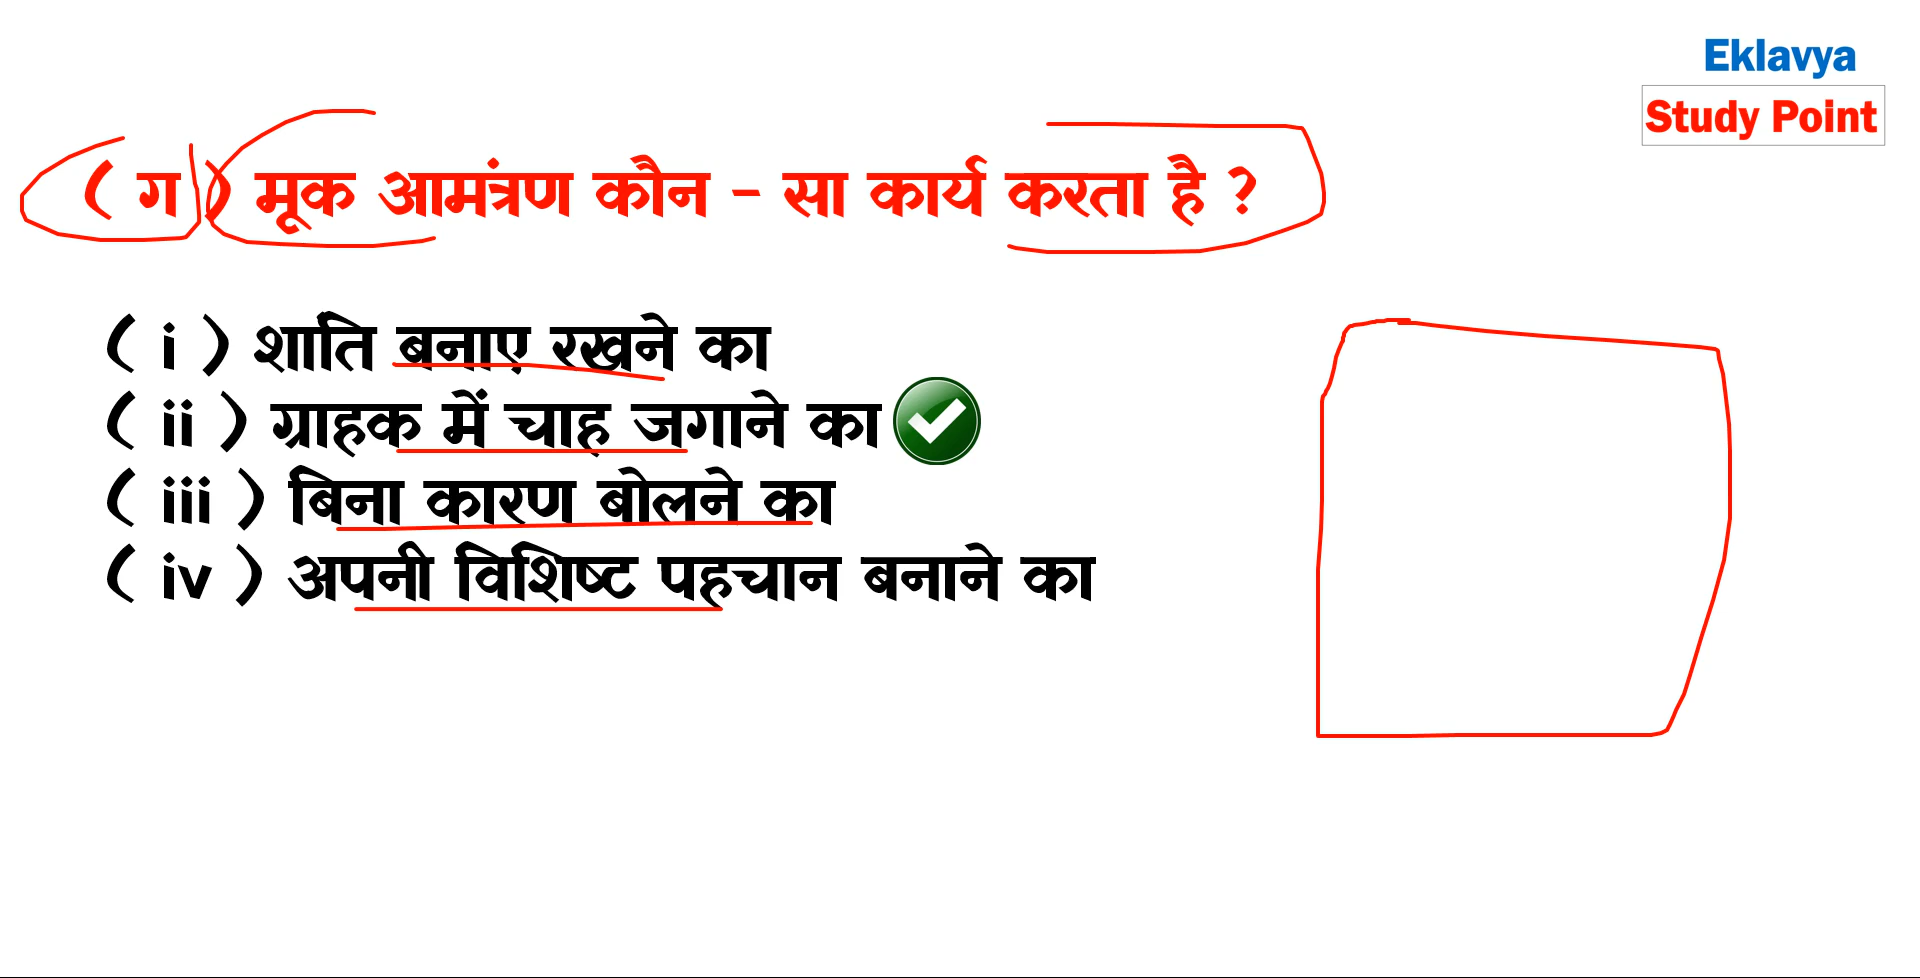 Eklavya
Study Point
( ग ) मूक आमंत्रण कौन - सा कार्य करता है ?
( i ) शांति बनाए रखने का
( ii ) ग्राहक में चाह जगाने का
( iii ) बिना कारण बोलने का
( iv ) अपनी विशिष्ट पहचान बनाने का